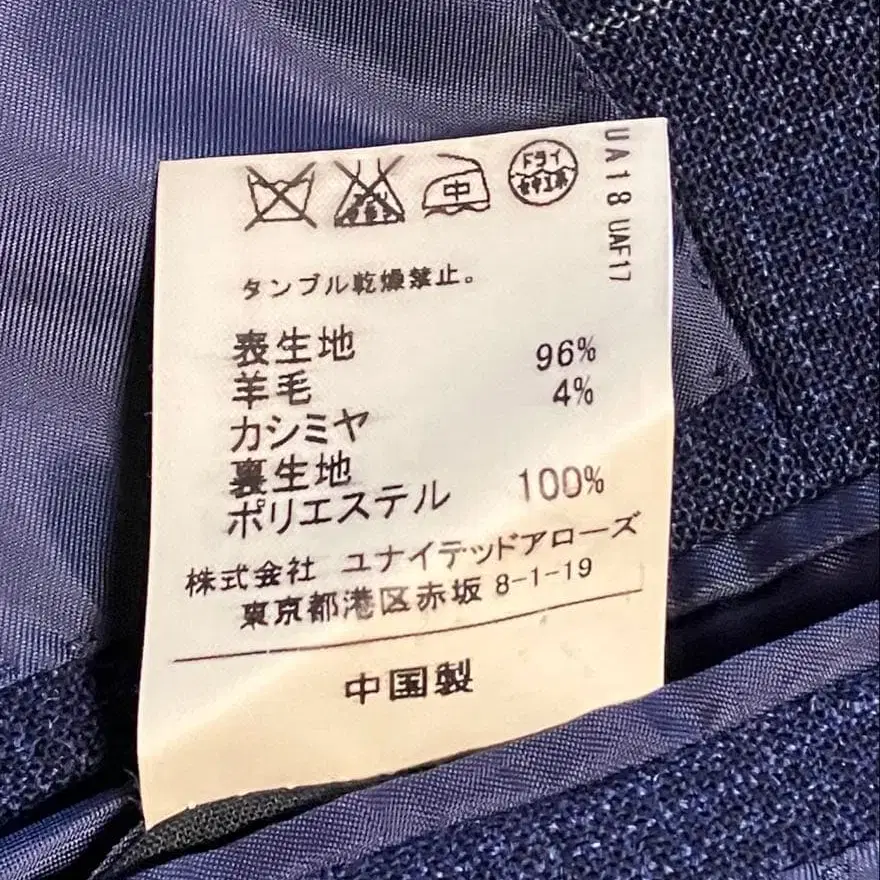 中
ドライ
セキユ系
UA18 UAF17
タンブル乾燥禁止。
表生地
羊毛 96%
カシミヤ 4%
裏生地
ポリエステル 100%
株式会社 ユナイテッドアローズ
東京都港区赤坂 8-1-19
中国製